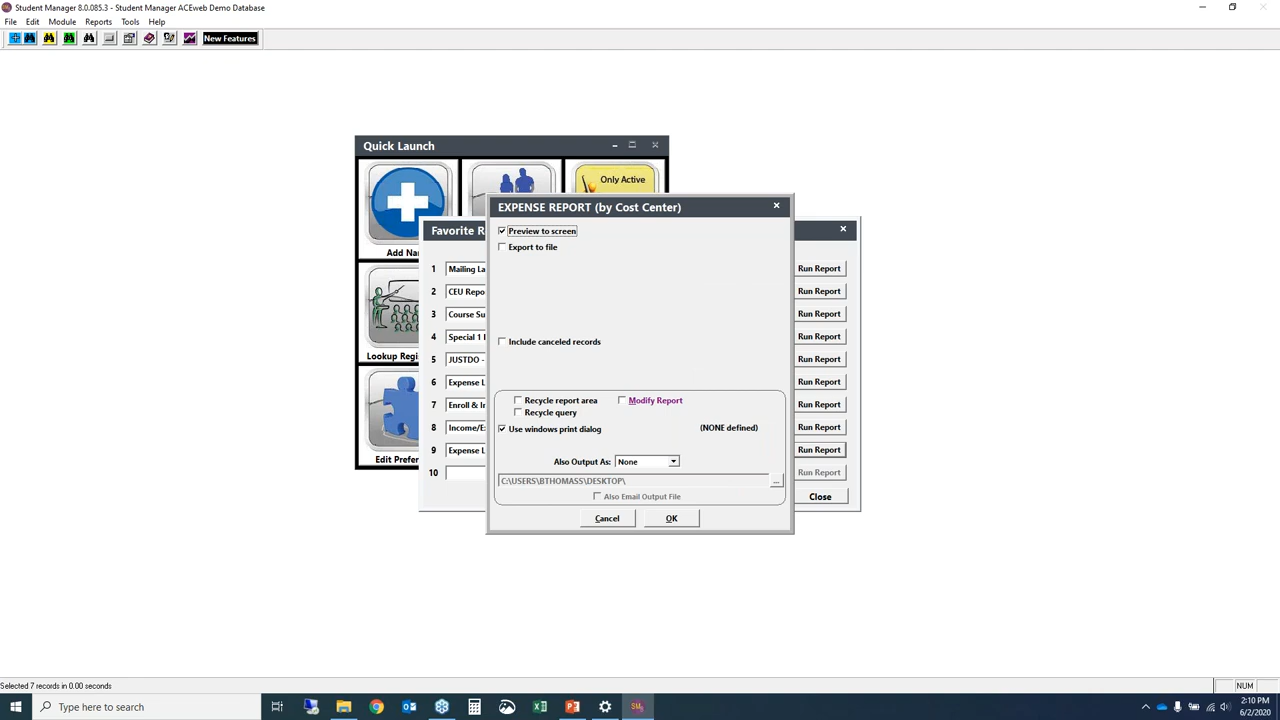 Student Manager 8.0.085.3 - Student Manager ACEweb Demo Database
File Edit Module Reports Tools Help
New Features
Quick Launch
Only Active
Add Na
Lookup Regi
Edit Prefer
Favorite R
1 Mailing La Run Report
2 CEU Repo Run Report
3 Course Su Run Report
4 Special 1 Run Report
5 JUSTDO - Run Report
6 Expense L Run Report
7 Enroll & I Run Report
8 Income/E Run Report
9 Expense L Run Report
10 Run Report
Close
EXPENSE REPORT (by Cost Center)
Preview to screen
Export to file
Include canceled records
Recycle report area Modify Report
Recycle query
Use windows print dialog (NONE defined)
Also Output As: None
C:\USERS\BTHOMASS\DESKTOP\ ...
Also Email Output File
Cancel OK
Selected 7 records in 0.00 seconds NUM
Type here to search
2:10 PM
6/2/2020